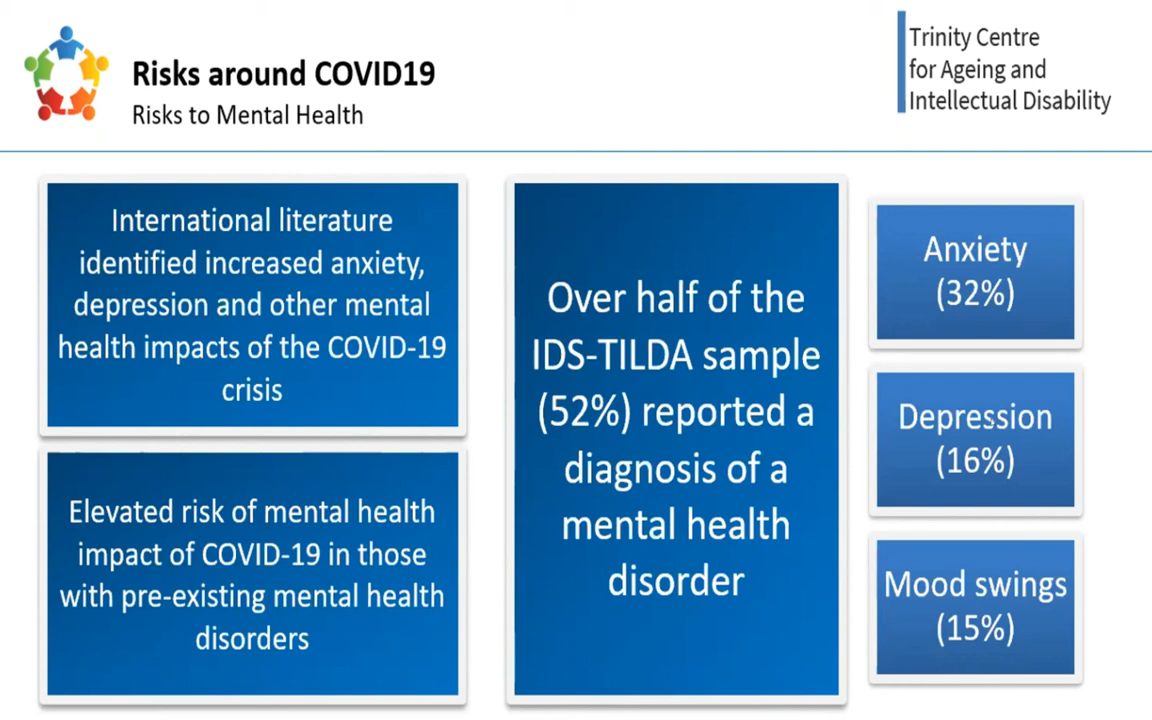 Risks around COVID19
Risks to Mental Health
Trinity Centre
for Ageing and
Intellectual Disability
International literature
identified increased anxiety,
depression and other mental
health impacts of the COVID-19
crisis
Elevated risk of mental health
impact of COVID-19 in those
with pre-existing mental health
disorders
Over half of the
IDS-TILDA sample
(52%) reported a
diagnosis of a
mental health
disorder
Anxiety
(32%)
Depression
(16%)
Mood swings
(15%)